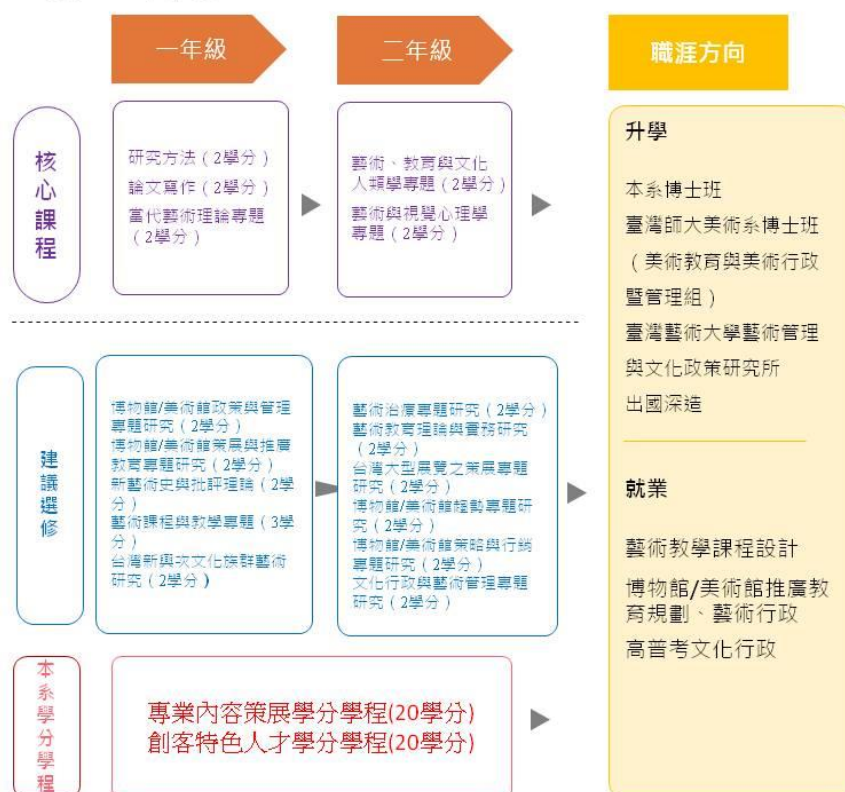 一年級
二年級
職涯方向
核心課程
研究方法（2學分）
論文寫作（2學分）
當代藝術理論專題
（2學分）
藝術、教育與文化
人類學專題（2學分）
藝術與視覺心理學
專題（2學分）
建議選修
博物館/美術館政策與管理
專題研究（2學分）
博物館/美術館策展與推廣
教育專題研究（2學分）
新藝術史與批評理論（2學
分）
藝術課程與教學專題（3學
分）
台灣新興次文化族群藝術
研究（2學分）
藝術治療專題研究（2學分）
藝術教育理論與實務研究
（2學分）
台灣大型展覽之策展專題
研究（2學分）
博物館/美術館趨勢專題研
究（2學分）
博物館/美術館策略與行銷
專題研究（2學分）
文化行政與藝術管理專題
研究（2學分）
本系學分學程
專業內容策展學分學程(20學分)
創客特色人才學分學程(20學分)
升學
本系博士班
臺灣師大美術系博士班
（美術教育與美術行政
暨管理組）
臺灣藝術大學藝術管理
與文化政策研究所
出國深造
就業
藝術教學課程設計
博物館/美術館推廣教
育規劃、藝術行政
高普考文化行政